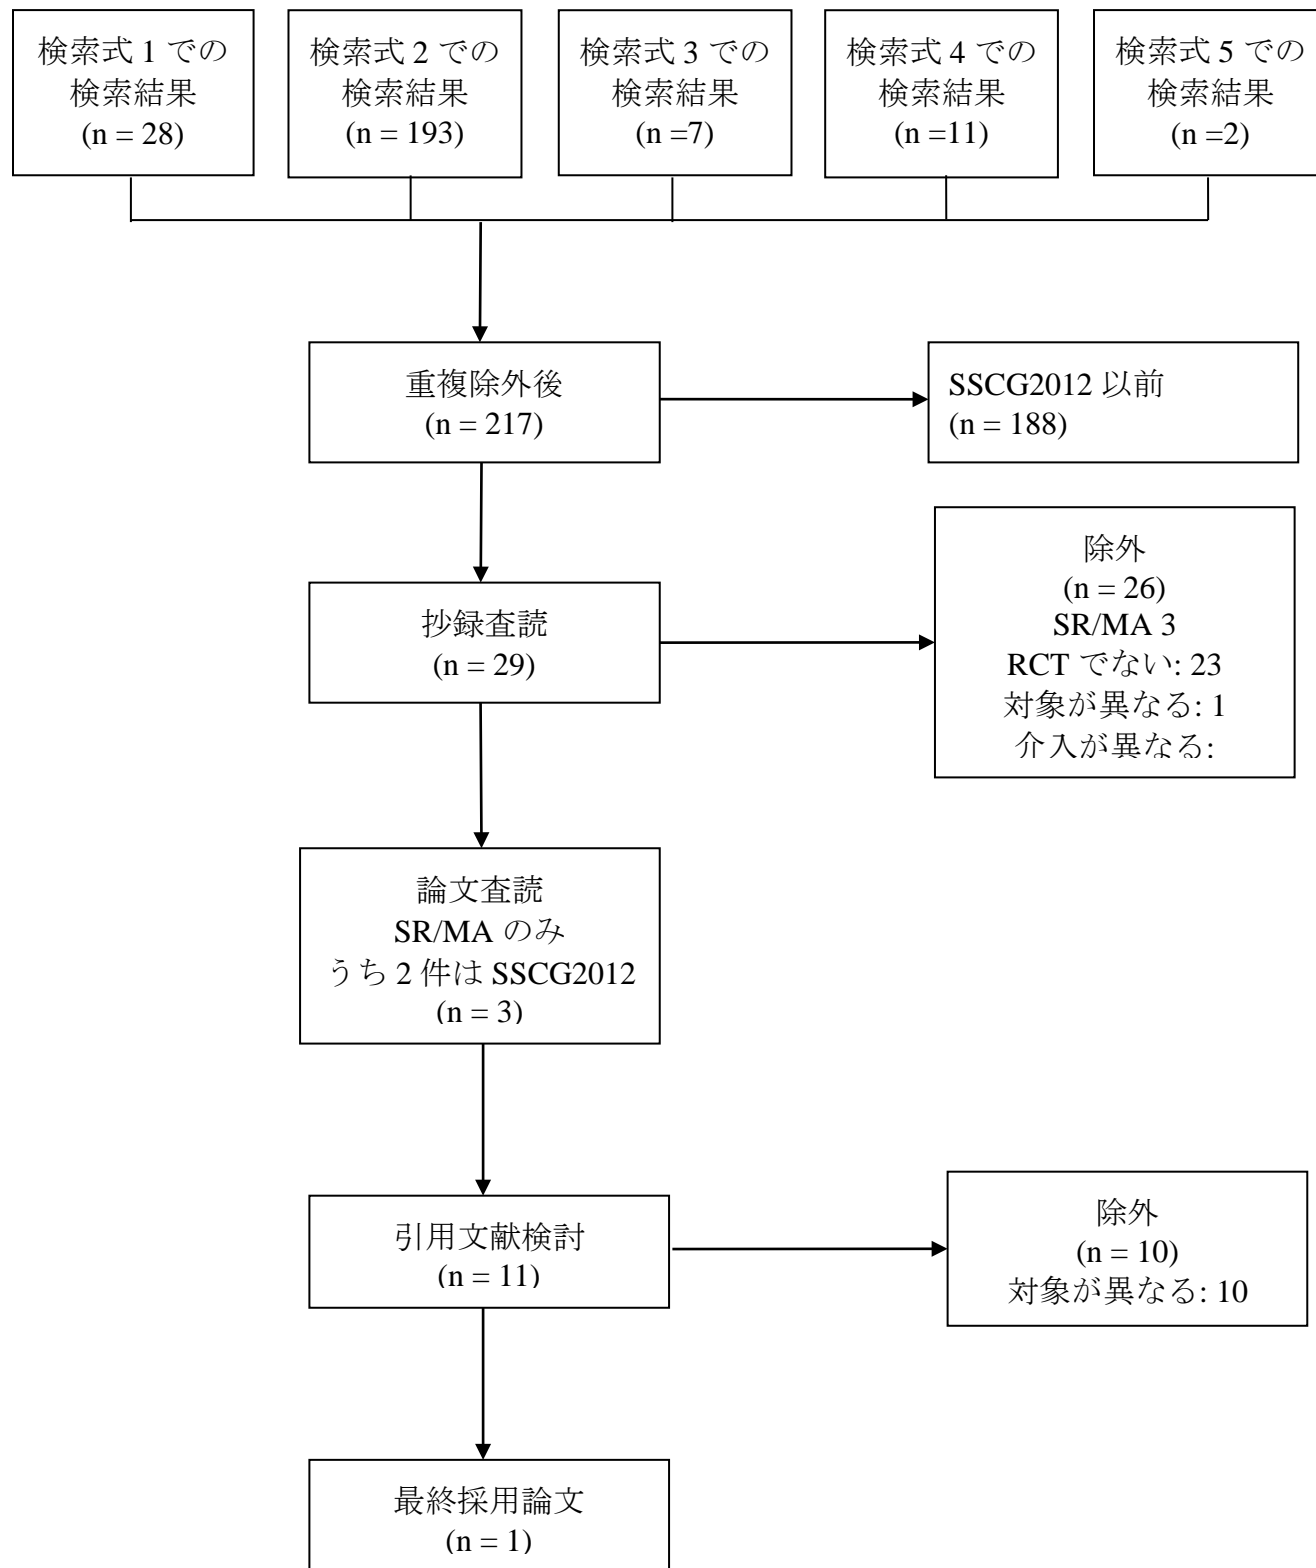 検索式 1 での
検索結果
(n = 28)
検索式 2 での
検索結果
(n = 193)
検索式 3 での
検索結果
(n =7)
検索式 4 での
検索結果
(n =11)
検索式 5 での
検索結果
(n =2)
重複除外後
(n = 217)
SSCG2012 以前
(n = 188)
抄録査読
(n = 29)
除外
(n = 26)
SR/MA 3
RCT でない: 23
対象が異なる: 1
介入が異なる:
論文査読
SR/MA のみ
うち 2 件は SSCG2012
(n = 3)
引用文献検討
(n = 11)
除外
(n = 10)
対象が異なる: 10
最終採用論文
(n = 1)